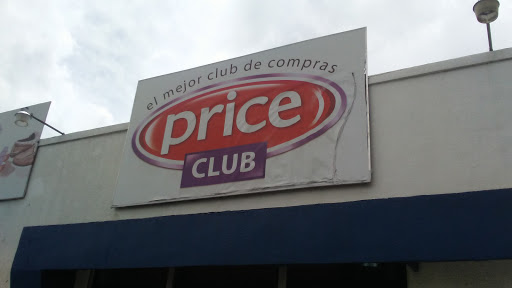 el mejor club de compras
price
CLUB